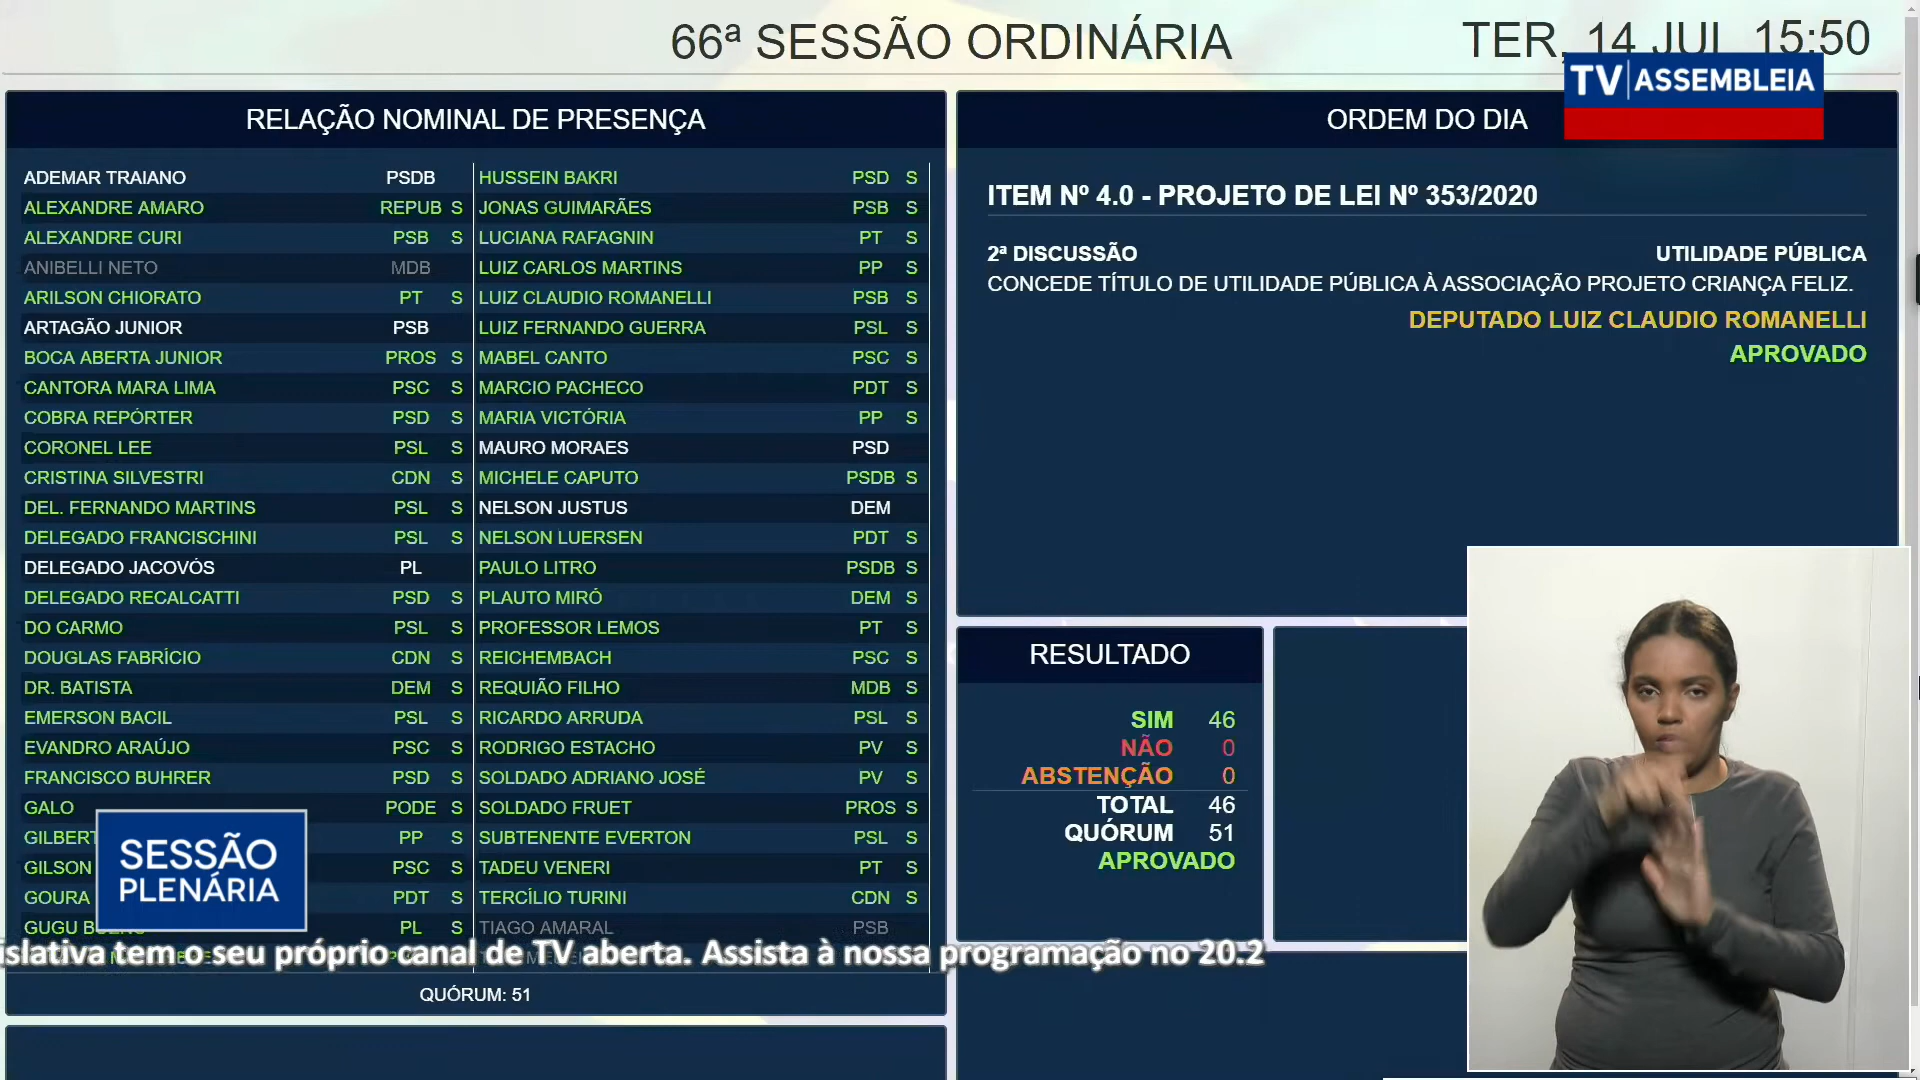 66ª SESSÃO ORDINÁRIA
TER, 14 JUL 15:50
TV ASSEMBLEIA
RELAÇÃO NOMINAL DE PRESENÇA
ADEMAR TRAIANO PSDB
ALEXANDRE AMARO REPUB S
ALEXANDRE CURI PSB S
ANIBELLI NETO MDB
ARILSON CHIORATO PT S
ARTAGÃO JUNIOR PSB
BOCA ABERTA JUNIOR PROS S
CANTORA MARA LIMA PSC S
COBRA REPÓRTER PSD S
CORONEL LEE PSL S
CRISTINA SILVESTRI CDN S
DEL. FERNANDO MARTINS PSL S
DELEGADO FRANCISCHINI PSL S
DELEGADO JACOVÓS PL
DELEGADO RECALCATTI PSD S
DO CARMO PSL S
DOUGLAS FABRÍCIO CDN S
DR. BATISTA DEM S
EMERSON BACIL PSL S
EVANDRO ARAÚJO PSC S
FRANCISCO BUHRER PSD S
GALO PODE S
GILBERT PP S
GILSON PSC S
GOURA PDT S
GUGU PL S
HUSSEIN BAKRI PSD S
JONAS GUIMARÃES PSB S
LUCIANA RAFAGNIN PT S
LUIZ CARLOS MARTINS PP S
LUIZ CLAUDIO ROMANELLI PSB S
LUIZ FERNANDO GUERRA PSL S
MABEL CANTO PSC S
MARCIO PACHECO PDT S
MARIA VICTÓRIA PP S
MAURO MORAES PSD
MICHELE CAPUTO PSDB S
NELSON JUSTUS DEM
NELSON LUERSEN PDT S
PAULO LITRO PSDB S
PLAUTO MIRÓ DEM S
PROFESSOR LEMOS PT S
REICHEMBACH PSC S
REQUIÃO FILHO MDB S
RICARDO ARRUDA PSL S
RODRIGO ESTACHO PV S
SOLDADO ADRIANO JOSÉ PV S
SOLDADO FRUET PROS S
SUBTENENTE EVERTON PSL S
TADEU VENERI PT S
TERCÍLIO TURINI CDN S
TIAGO AMARAL PSB
QUÓRUM: 51
SESSÃO
PLENÁRIA
islativa tem o seu próprio canal de TV aberta. Assista à nossa programação no 20.2
ORDEM DO DIA
ITEM Nº 4.0 - PROJETO DE LEI Nº 353/2020
2ª DISCUSSÃO UTILIDADE PÚBLICA
CONCEDE TÍTULO DE UTILIDADE PÚBLICA À ASSOCIAÇÃO PROJETO CRIANÇA FELIZ.
DEPUTADO LUIZ CLAUDIO ROMANELLI
APROVADO
RESULTADO
SIM 46
NÃO 0
ABSTENÇÃO 0
TOTAL 46
QUÓRUM 51
APROVADO